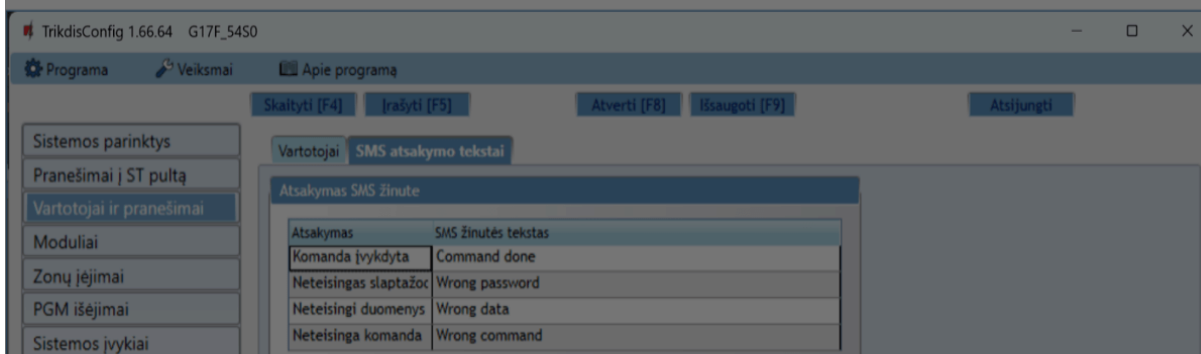 TrikdisConfig 1.66.64 G17F_54S0
Programa Veiksmai Apie programą
Skaityti [F4] Įrašyti [F5] Atverti [F8] Išsaugoti [F9] Atsijungti
Sistemos parinktys
Pranešimai į ST pultą
Vartotojai ir pranešimai
Moduliai
Zonų įėjimai
PGM išėjimai
Sistemos įvykiai
Vartotojai SMS atsakymo tekstai
Atsakymas SMS žinute
Atsakymas SMS žinutės tekstas
Komanda įvykdyta Command done
Neteisingas slaptažoc Wrong password
Neteisingi duomenys Wrong data
Neteisinga komanda Wrong command